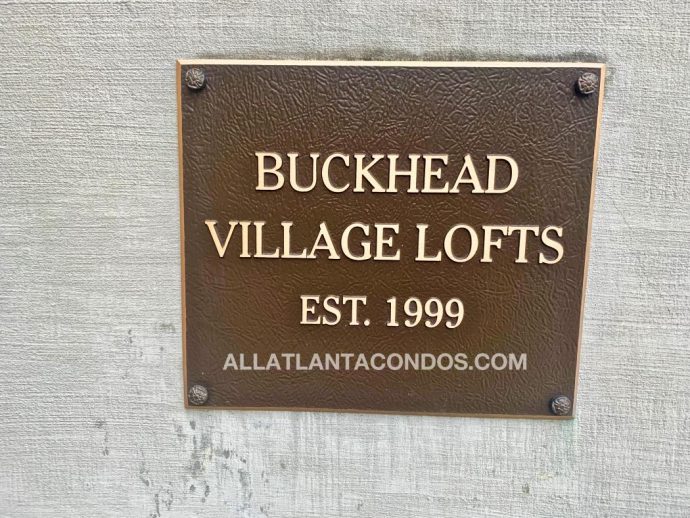 BUCKHEAD
VILLAGE LOFTS
EST. 1999
ALLATLANTACONDOS.COM